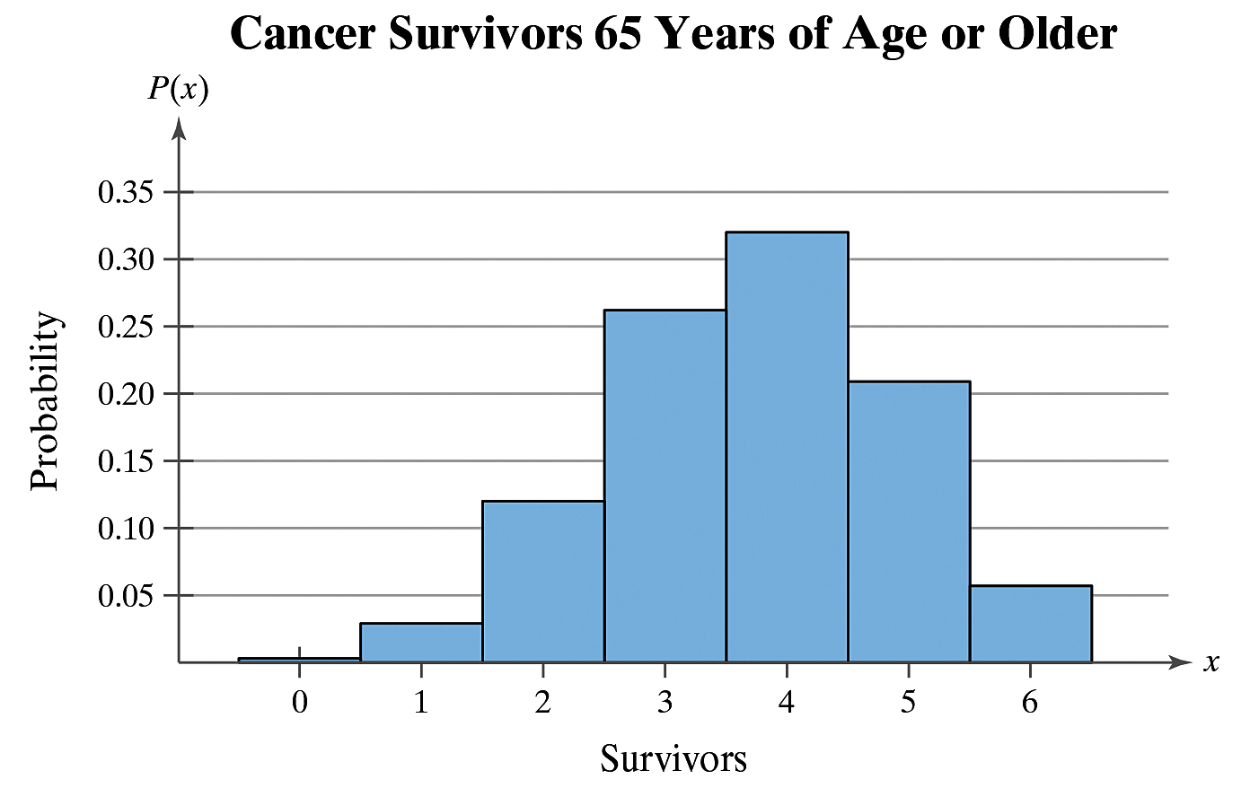 Cancer Survivors 65 Years of Age or Older
P(x)
0.35
0.30
0.25
0.20
0.15
0.10
0.05
Probability
x
0 1 2 3 4 5 6
Survivors